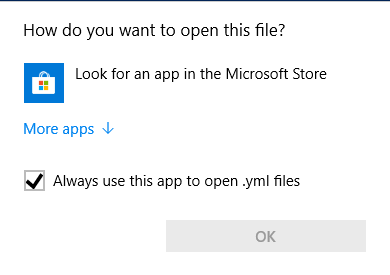 How do you want to open this file?
Look for an app in the Microsoft Store
More apps ↓
Always use this app to open .yml files
OK